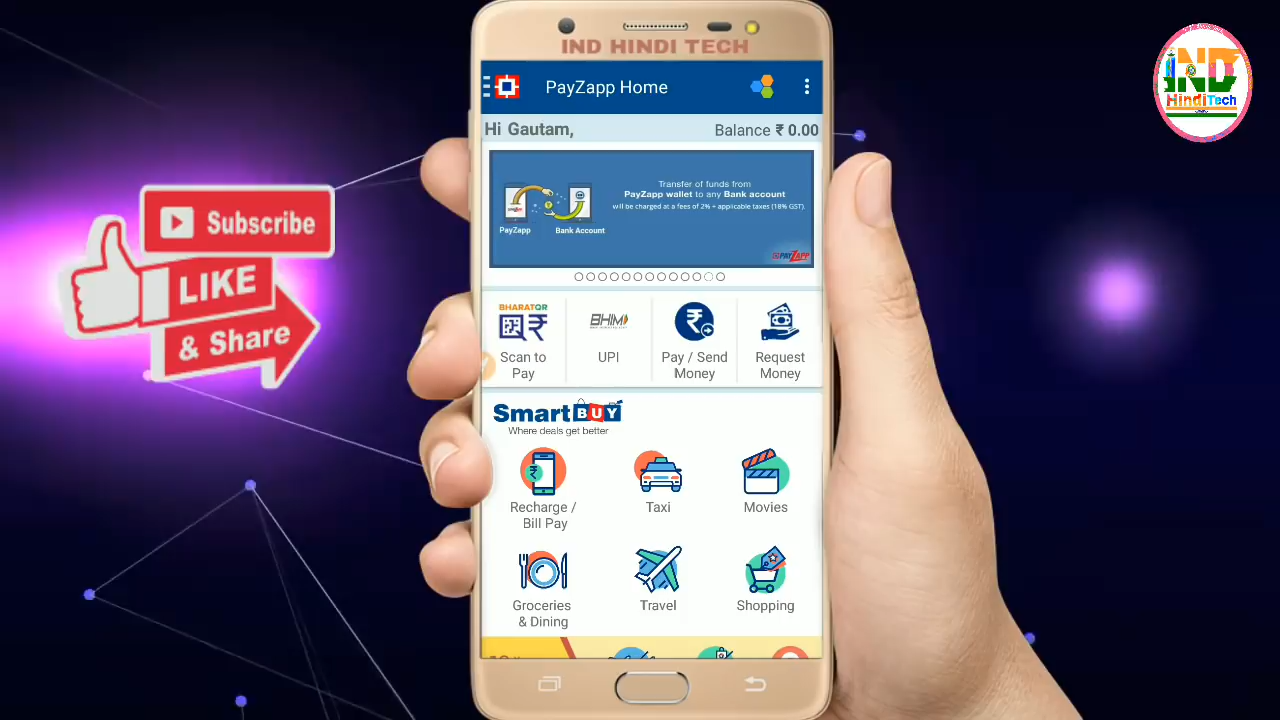 IND HINDI TECH
IND
HindiTech
PayZapp Home
Hi Gautam,
Balance ₹ 0.00
Transfer of funds from
PayZapp wallet to any Bank account
will be charged at a fees of 2% + applicable taxes (18% GST).
PayZapp
Bank Account
PAYZAPP
Subscribe
LIKE
& Share
BHARATQR
Scan to
Pay
BHIM
UPI
Pay / Send
Money
Request
Money
SmartBUY
Where deals get better
Recharge /
Bill Pay
Taxi
Movies
Groceries
& Dining
Travel
Shopping